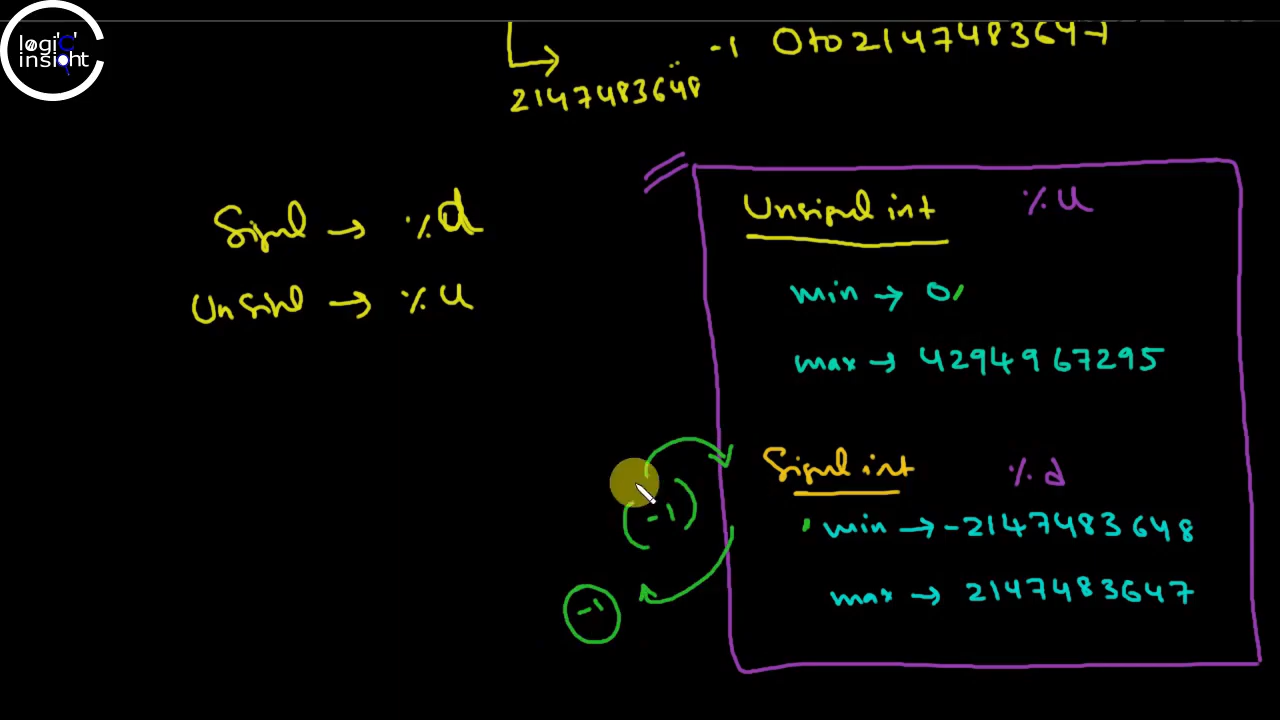 logi'C'
insight
-1 0 to 2147483647
2147483648
Signed → %d
Unsigned → %u
Unsigned int %u
min → 0
max → 4294967295
Signed int %d
(-1)
min → -2147483648
max → 2147483647
-1